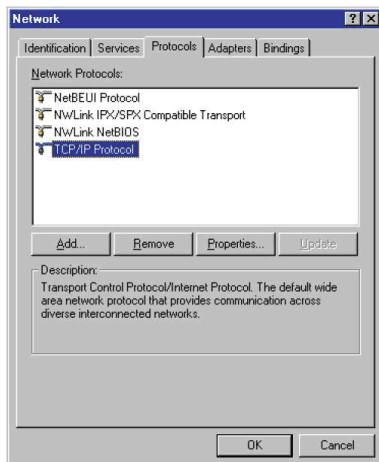 Network
Identification Services Protocols Adapters Bindings
Network Protocols:
NetBEUI Protocol
NWLink IPX/SPX Compatible Transport
NWLink NetBIOS
TCP/IP Protocol
Add... Remove Properties... Update
Description:
Transport Control Protocol/Internet Protocol. The default wide
area network protocol that provides communication across
diverse interconnected networks.
OK Cancel